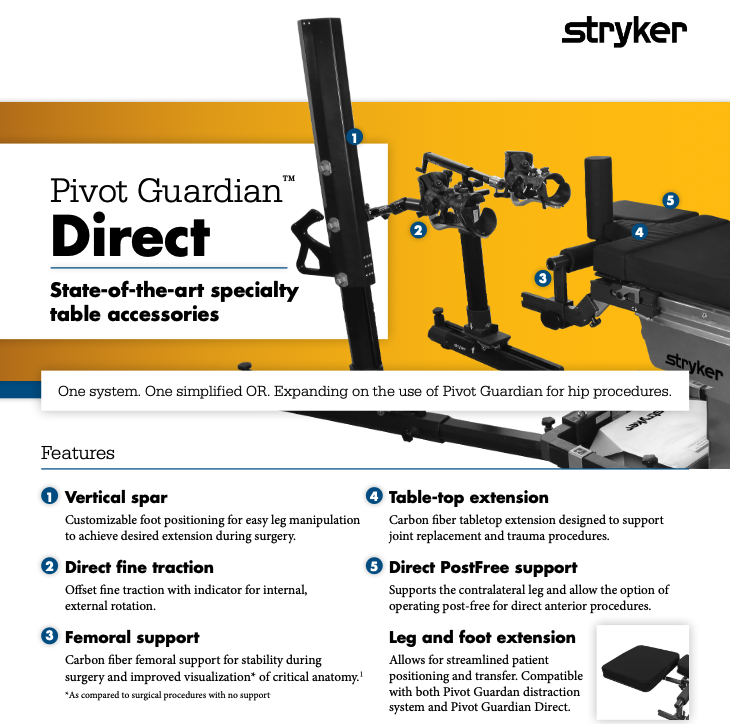 stryker
Pivot Guardian™
Direct
State-of-the-art specialty
table accessories
1
2
3
4
5
stryker
stryker
stryker
One system. One simplified OR. Expanding on the use of Pivot Guardian for hip procedures.
Features
1 Vertical spar
Customizable foot positioning for easy leg manipulation
to achieve desired extension during surgery.
2 Direct fine traction
Offset fine traction with indicator for internal,
external rotation.
3 Femoral support
Carbon fiber femoral support for stability during
surgery and improved visualization* of critical anatomy.¹
*As compared to surgical procedures with no support
4 Table-top extension
Carbon fiber tabletop extension designed to support
joint replacement and trauma procedures.
5 Direct PostFree support
Supports the contralateral leg and allow the option of
operating post-free for direct anterior procedures.
Leg and foot extension
Allows for streamlined patient
positioning and transfer. Compatible
with both Pivot Guardan distraction
system and Pivot Guardian Direct.